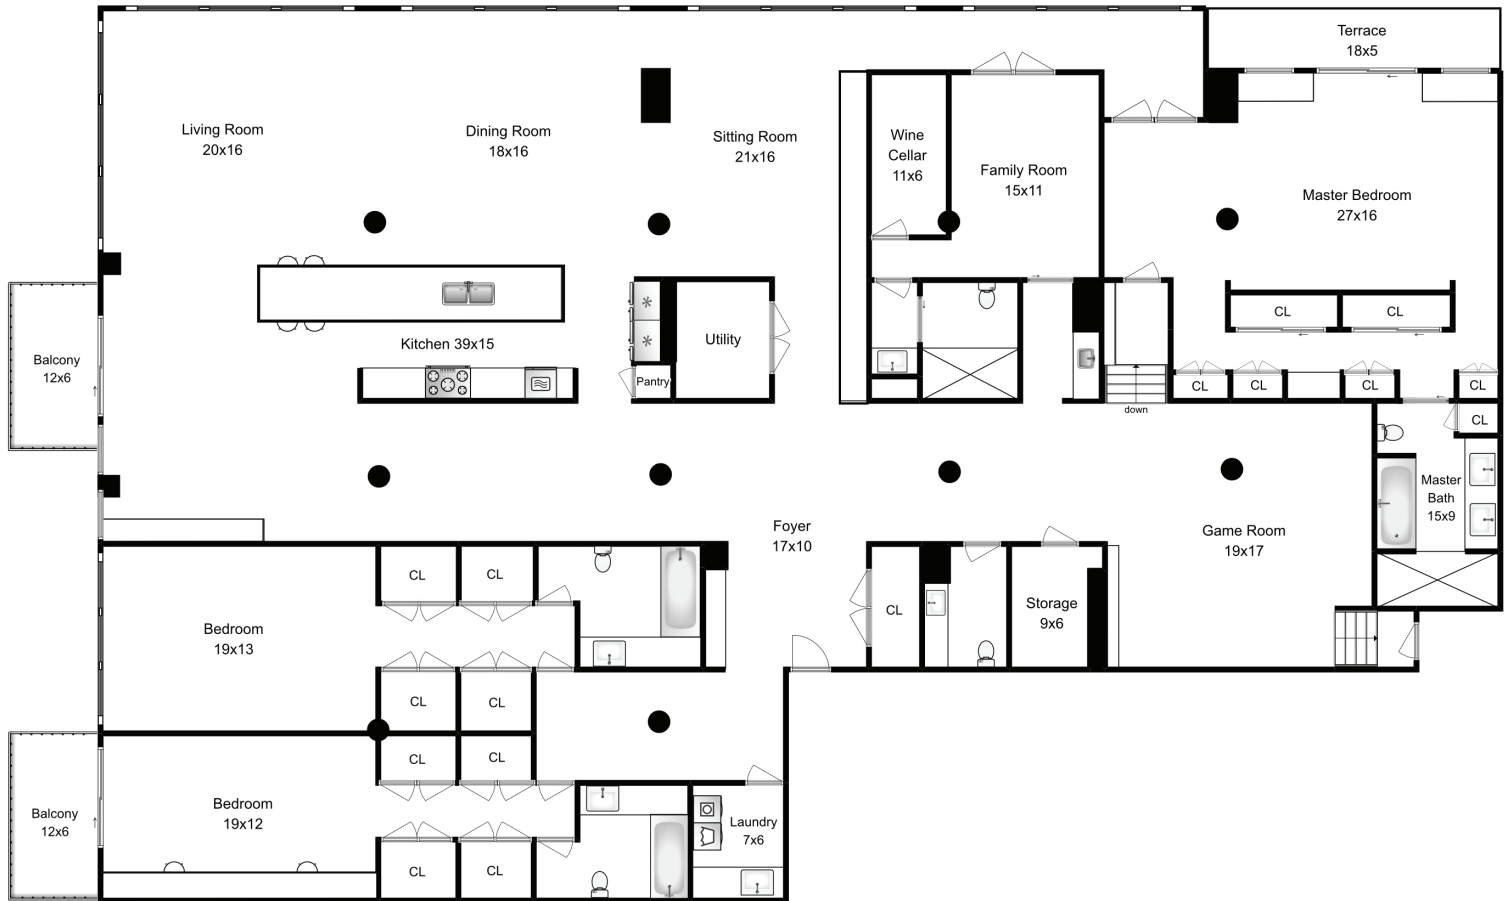 Terrace
18x5
Living Room
20x16
Dining Room
18x16
Sitting Room
21x16
Wine
Cellar
11x6
Family Room
15x11
Master Bedroom
27x16
CL
CL
Balcony
12x6
Kitchen 39x15
Utility
Pantry
CL
CL
CL
CL
down
CL
Master
Bath
15x9
Foyer
17x10
Game Room
19x17
CL
CL
CL
Storage
9x6
Bedroom
19x13
CL
CL
CL
CL
Balcony
12x6
Bedroom
19x12
Laundry
7x6
CL
CL